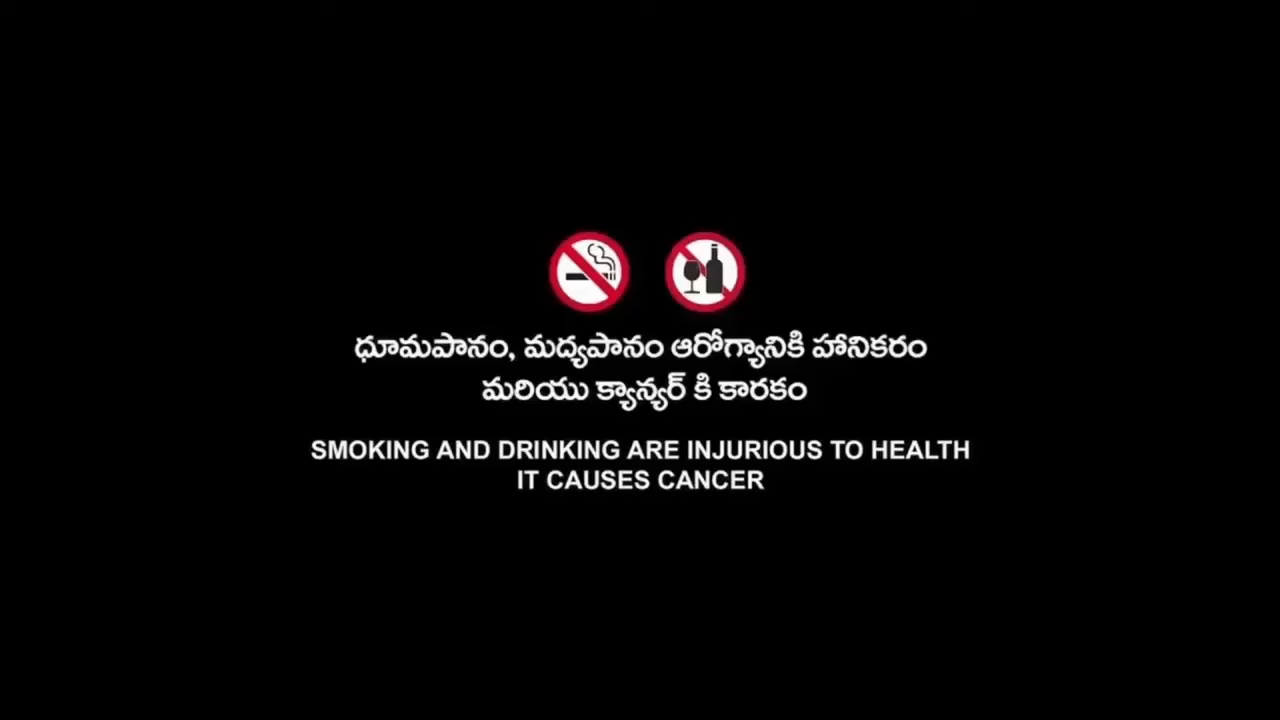 ధూమపానం, మద్యపానం ఆరోగ్యానికి హానికరం
మరియు క్యాన్సర్ కి కారకం
SMOKING AND DRINKING ARE INJURIOUS TO HEALTH
IT CAUSES CANCER